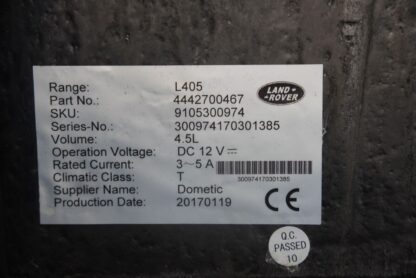 Range: L405
Part No.: 4442700467
SKU: 9105300974
Series-No.: 300974170301385
Volume: 4.5L
Operation Voltage: DC 12 V ⎓
Rated Current: 3～5 A
Climatic Class: T
Supplier Name: Dometic
Production Date: 20170119
LAND-
ROVER
300974170301385
CE
Q.C.
PASSED
10